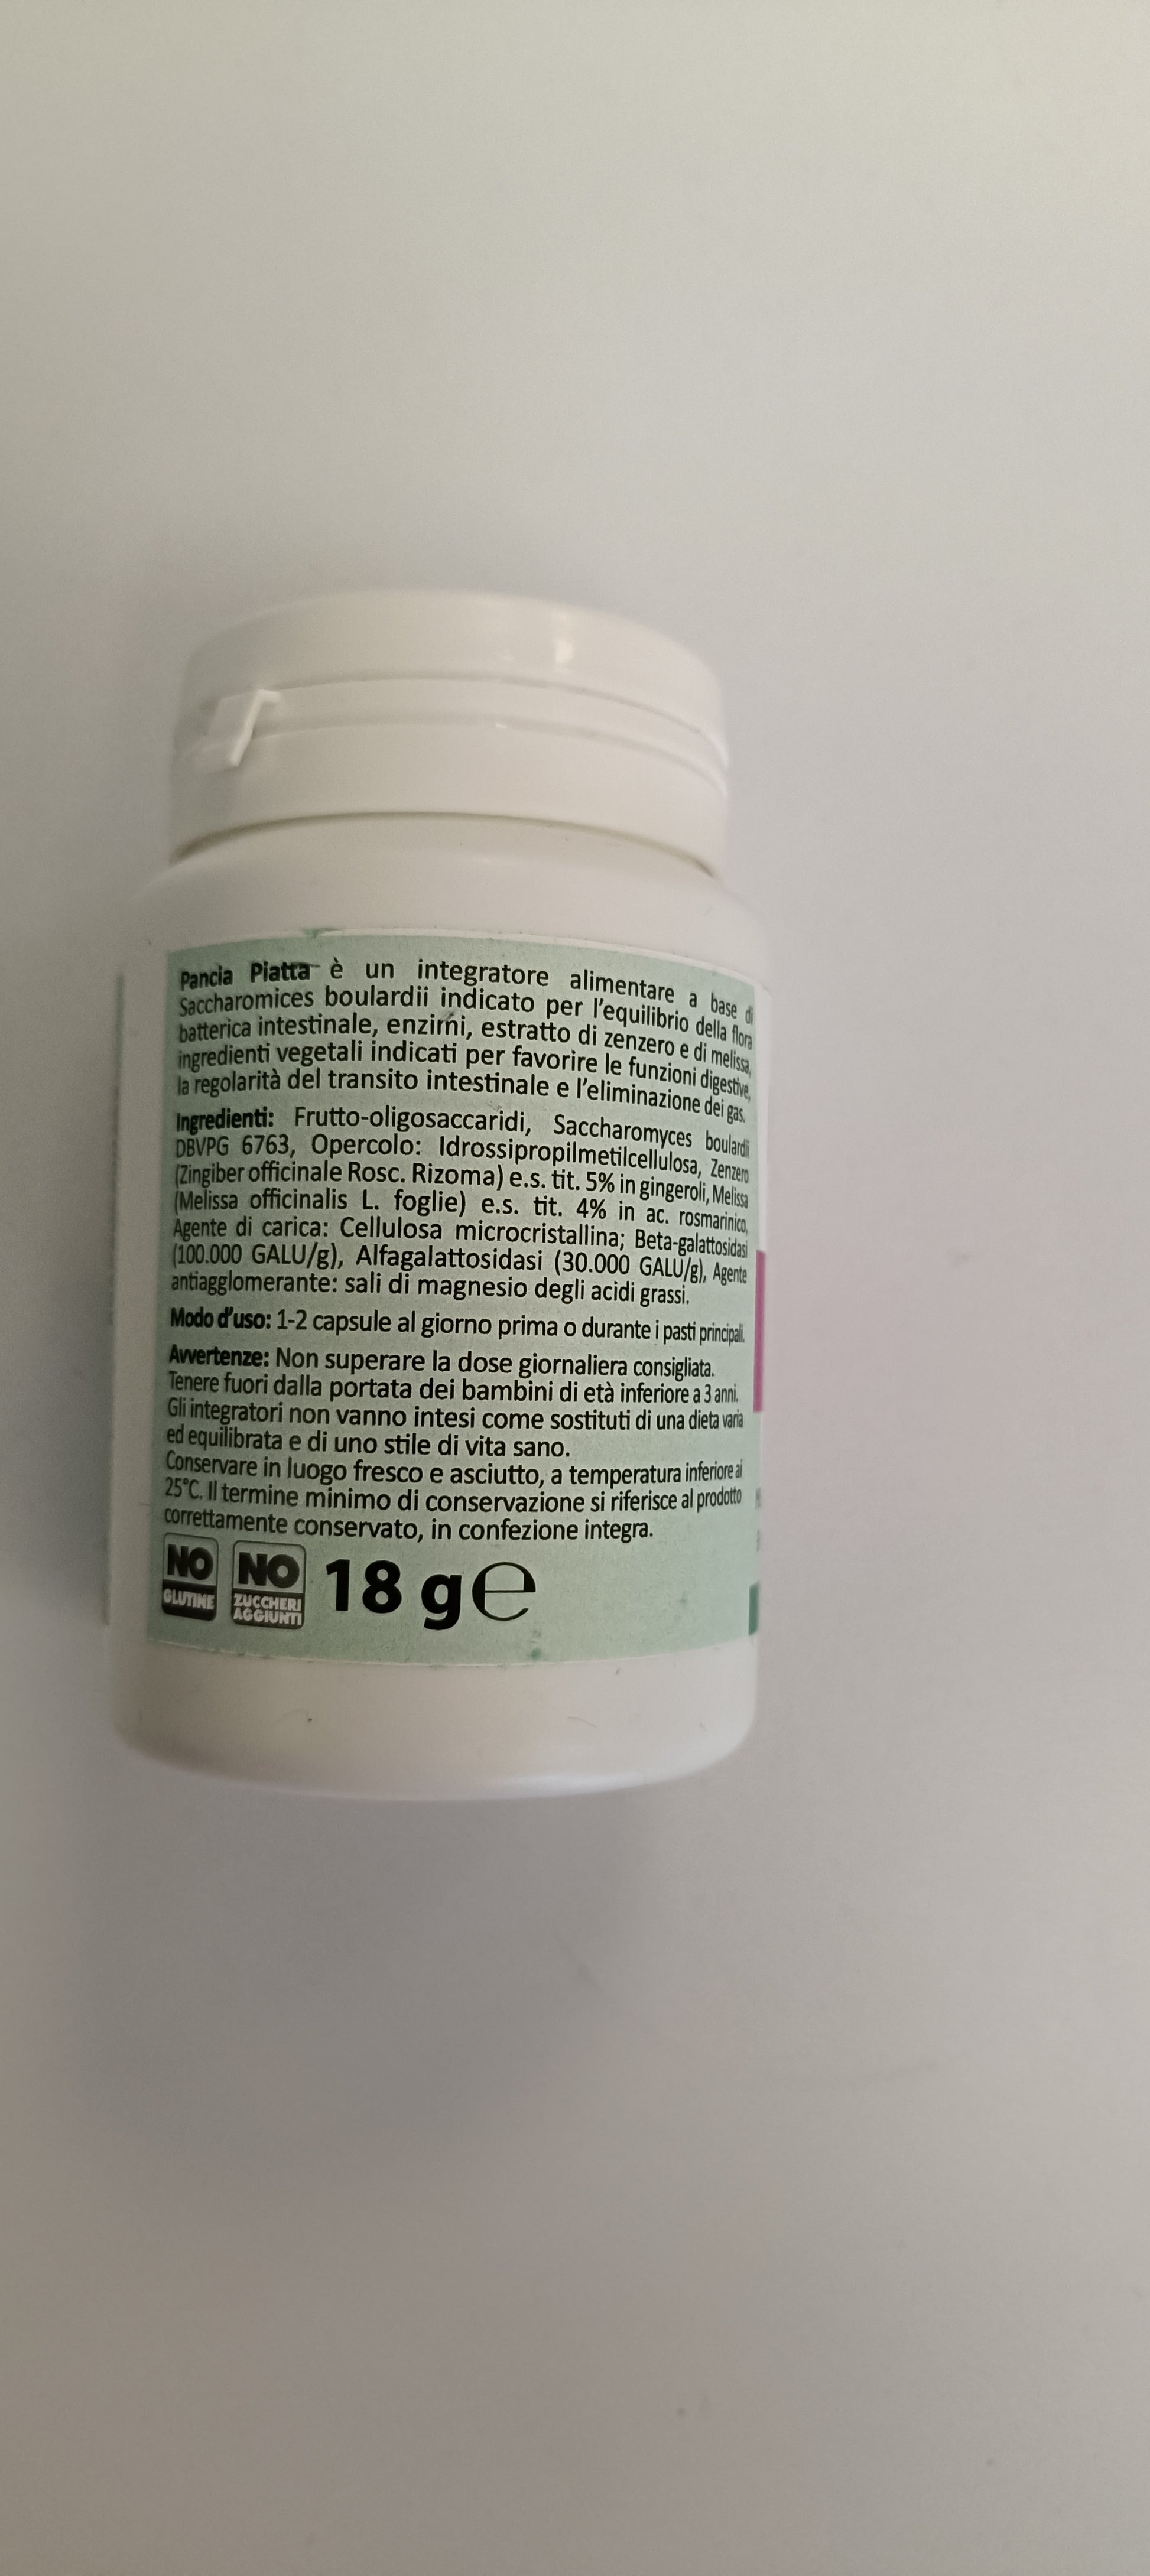 Pancia Piatta è un integratore alimentare a base di
Saccharomices boulardii indicato per l'equilibrio della flora
batterica intestinale, enzimi, estratto di zenzero e di melissa,
ingredienti vegetali indicati per favorire le funzioni digestive,
la regolarità del transito intestinale e l'eliminazione dei gas.
Ingredienti: Frutto-oligosaccaridi, Saccharomyces boulardii
DBVPG 6763, Opercolo: Idrossipropilmetilcellulosa, Zenzero
(Zingiber officinale Rosc. Rizoma) e.s. tit. 5% in gingeroli, Melissa
(Melissa officinalis L. foglie) e.s. tit. 4% in ac. rosmarinico,
Agente di carica: Cellulosa microcristallina; Beta-galattosidasi
(100.000 GALU/g), Alfagalattosidasi (30.000 GALU/g), Agente
antiagglomerante: sali di magnesio degli acidi grassi.
Modo d'uso: 1-2 capsule al giorno prima o durante i pasti principali.
Avvertenze: Non superare la dose giornaliera consigliata.
Tenere fuori dalla portata dei bambini di età inferiore a 3 anni.
Gli integratori non vanno intesi come sostituti di una dieta varia
ed equilibrata e di uno stile di vita sano.
Conservare in luogo fresco e asciutto, a temperatura inferiore ai
25°C. Il termine minimo di conservazione si riferisce al prodotto
correttamente conservato, in confezione integra.
NO GLUTINE
NO ZUCCHERI AGGIUNTI
18 g ℮